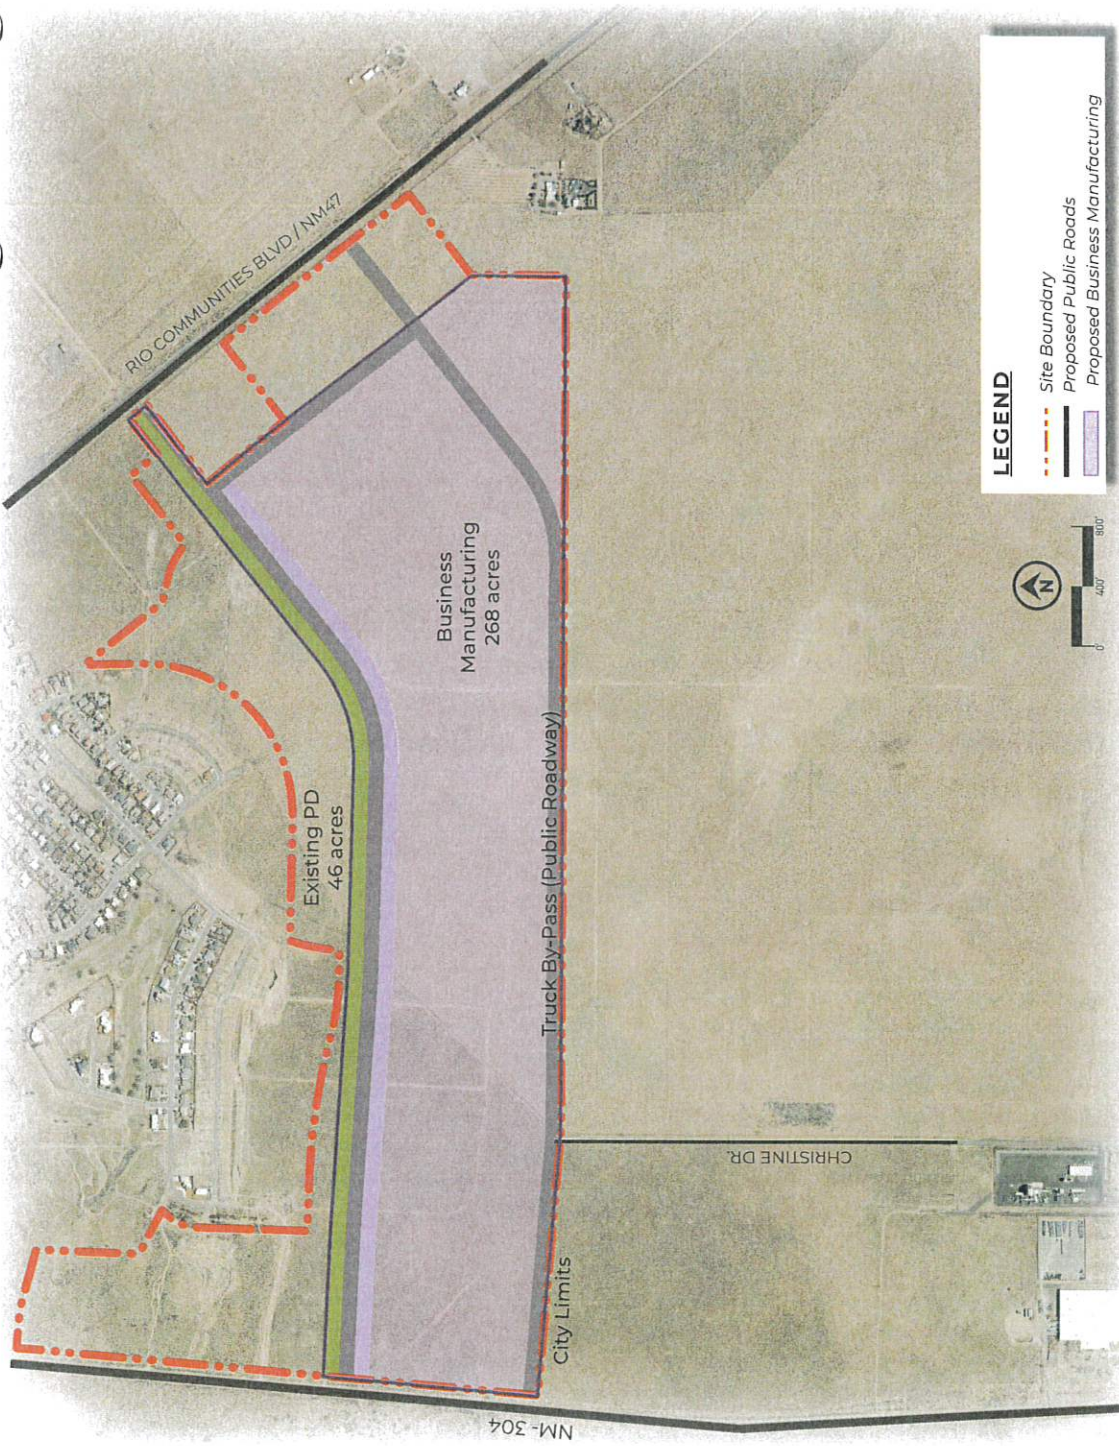 RIO COMMUNITIES BLVD / NM47
Existing PD
46 acres
Business
Manufacturing
268 acres
Truck By-Pass (Public Roadway)
City Limits
CHRISTINE DR.
NM-304
LEGEND
Site Boundary
Proposed Public Roads
Proposed Business Manufacturing
N
0' 400' 800'